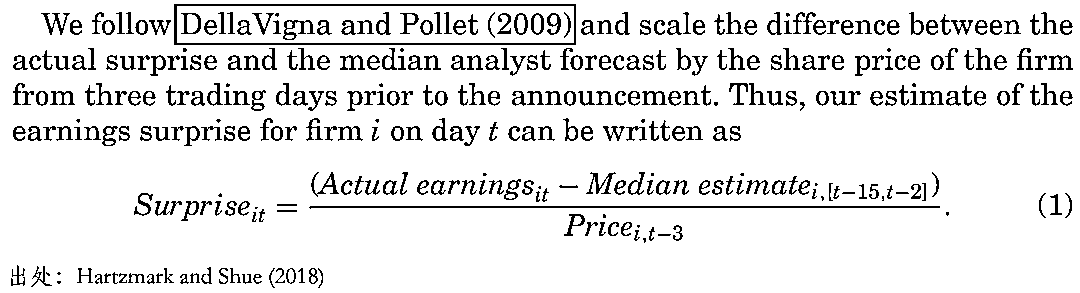 We follow DellaVigna and Pollet (2009) and scale the difference between the
actual surprise and the median analyst forecast by the share price of the firm
from three trading days prior to the announcement. Thus, our estimate of the
earnings surprise for firm i on day t can be written as
Surprise_{it} = \frac{(Actual earnings_{it} − Median estimate_{i,[t−15,t−2]})}{Price_{i,t−3}}. (1)
出处：Hartzmark and Shue (2018)